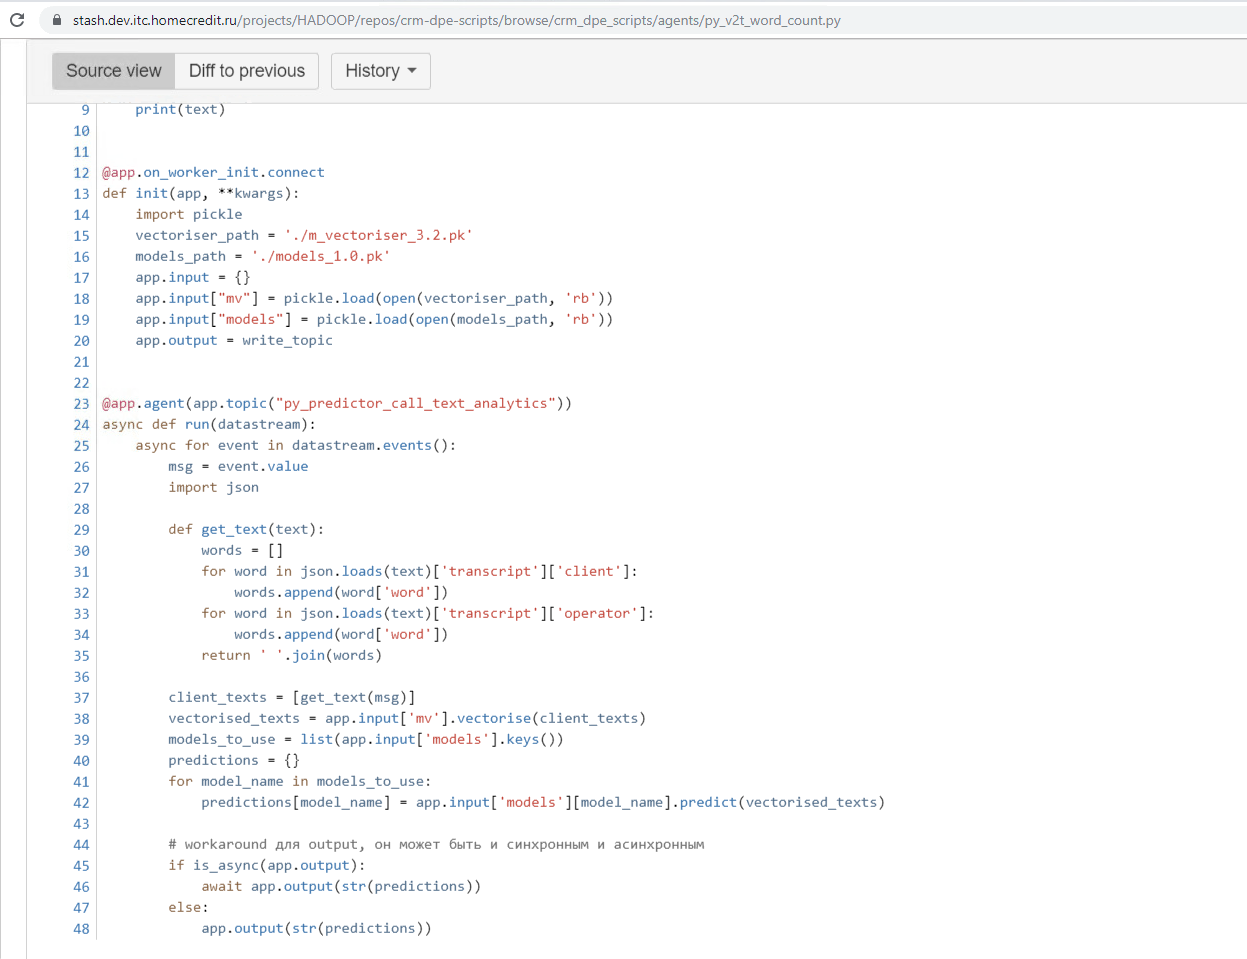 stash.dev.itc.homecredit.ru/projects/HADOOP/repos/crm-dpe-scripts/browse/crm_dpe_scripts/agents/py_v2t_word_count.py
Source view Diff to previous History
9     print(text)
10
11
12 @app.on_worker_init.connect
13 def init(app, **kwargs):
14     import pickle
15     vectoriser_path = './m_vectoriser_3.2.pk'
16     models_path = './models_1.0.pk'
17     app.input = {}
18     app.input["mv"] = pickle.load(open(vectoriser_path, 'rb'))
19     app.input["models"] = pickle.load(open(models_path, 'rb'))
20     app.output = write_topic
21
22
23 @app.agent(app.topic("py_predictor_call_text_analytics"))
24 async def run(datastream):
25     async for event in datastream.events():
26         msg = event.value
27         import json
28
29         def get_text(text):
30             words = []
31             for word in json.loads(text)['transcript']['client']:
32                 words.append(word['word'])
33             for word in json.loads(text)['transcript']['operator']:
34                 words.append(word['word'])
35             return ' '.join(words)
36
37         client_texts = [get_text(msg)]
38         vectorised_texts = app.input['mv'].vectorise(client_texts)
39         models_to_use = list(app.input['models'].keys())
40         predictions = {}
41         for model_name in models_to_use:
42             predictions[model_name] = app.input['models'][model_name].predict(vectorised_texts)
43
44         # workaround для output, он может быть и синхронным и асинхронным
45         if is_async(app.output):
46             await app.output(str(predictions))
47         else:
48             app.output(str(predictions))